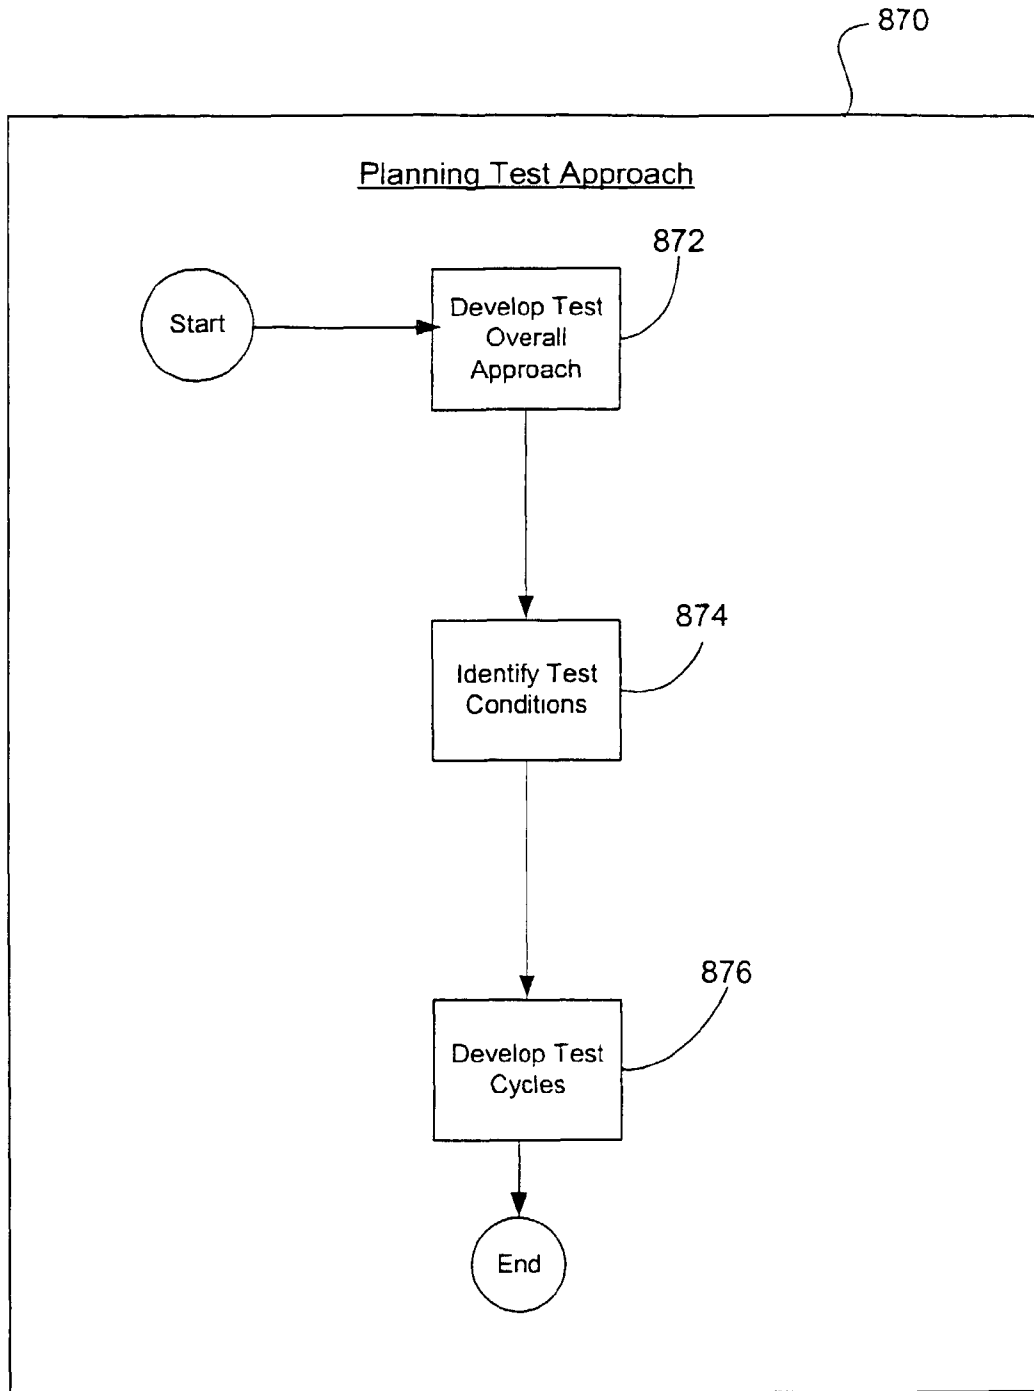 870
Planning Test Approach
872
Start
Develop Test
Overall
Approach
874
Identify Test
Conditions
876
Develop Test
Cycles
End